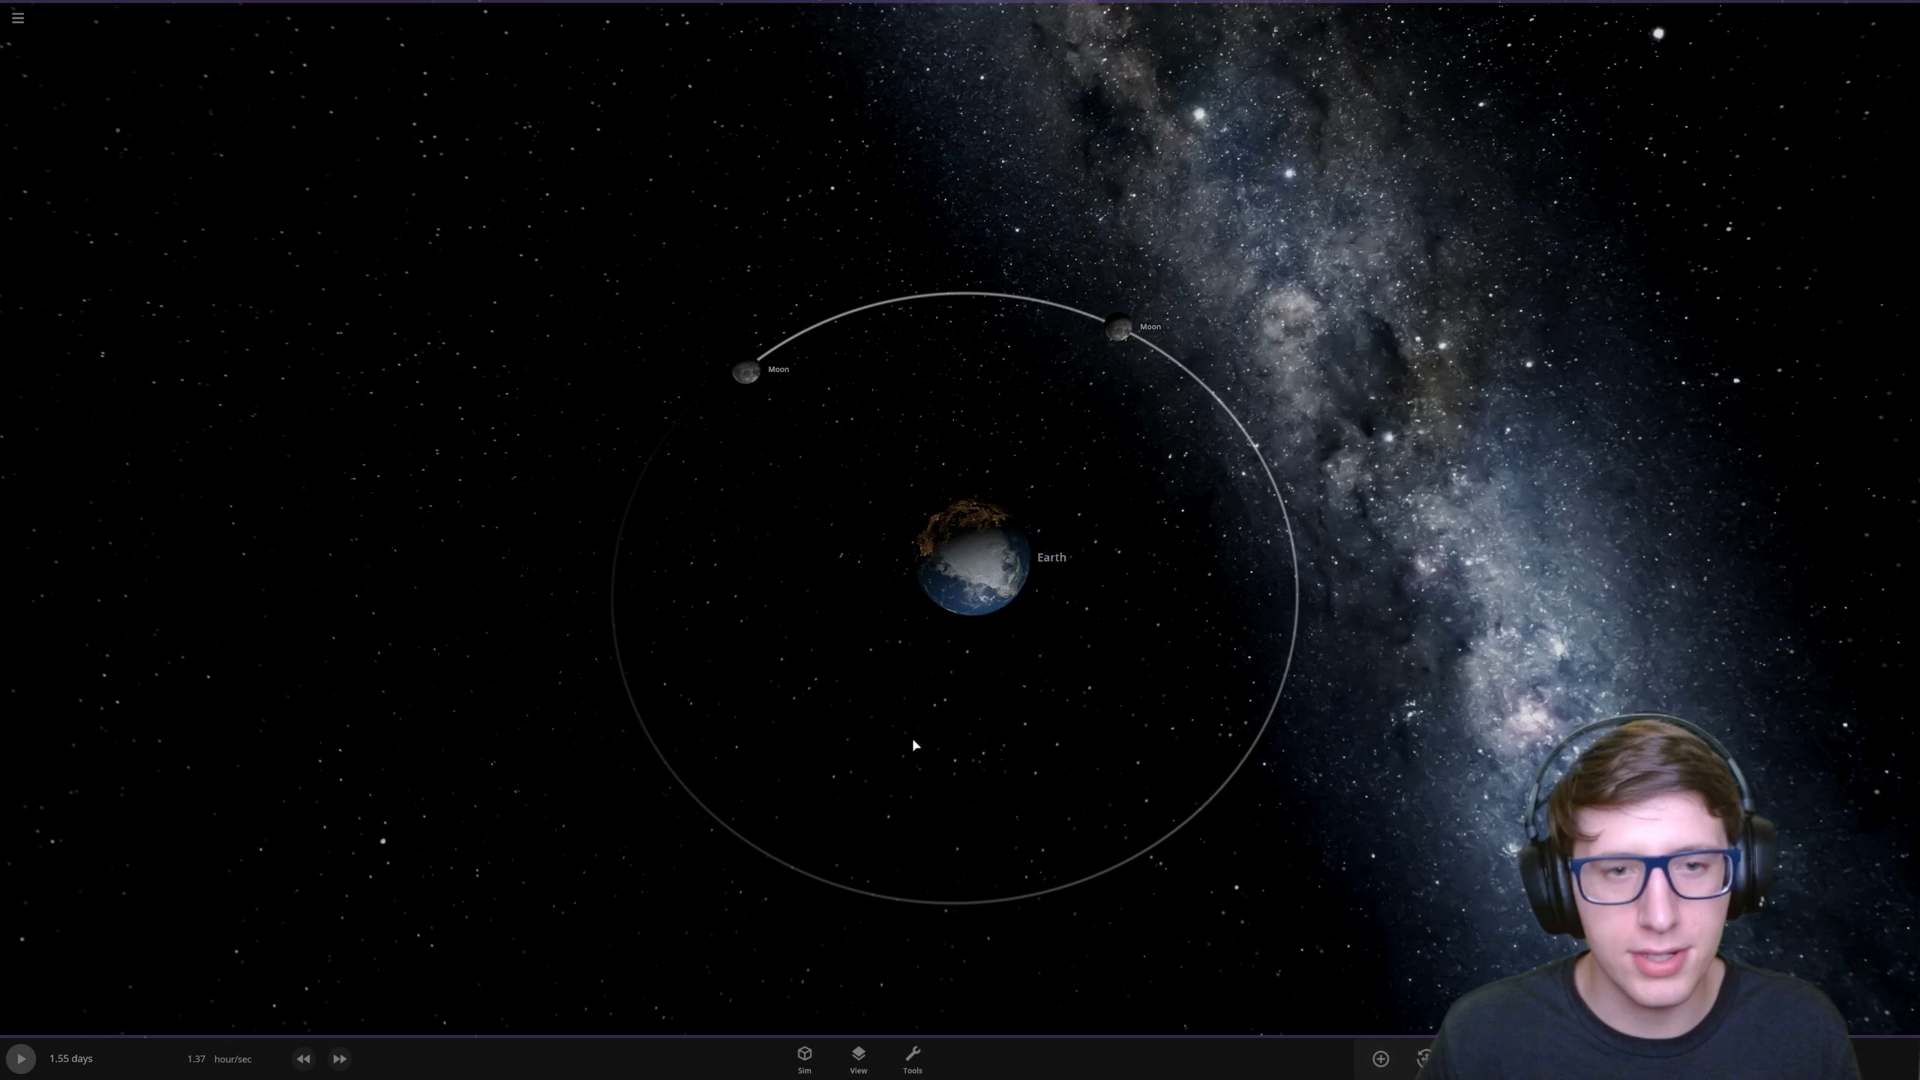 Moon
Moon
Earth
1.55 days
1.37 hour/sec
Sim
View
Tools